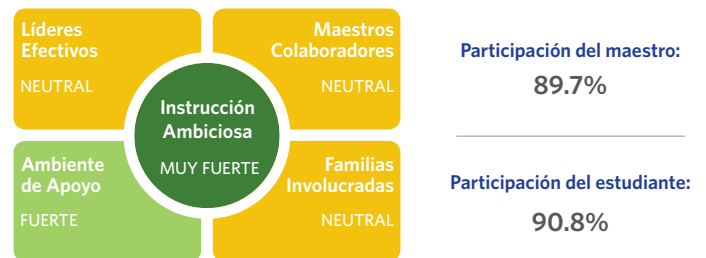 Líderes
Efectivos
NEUTRAL
Maestros
Colaboradores
NEUTRAL
Instrucción
Ambiciosa
MUY FUERTE
Ambiente
de Apoyo
FUERTE
Familias
Involucradas
NEUTRAL
Participación del maestro:
89.7%
Participación del estudiante:
90.8%